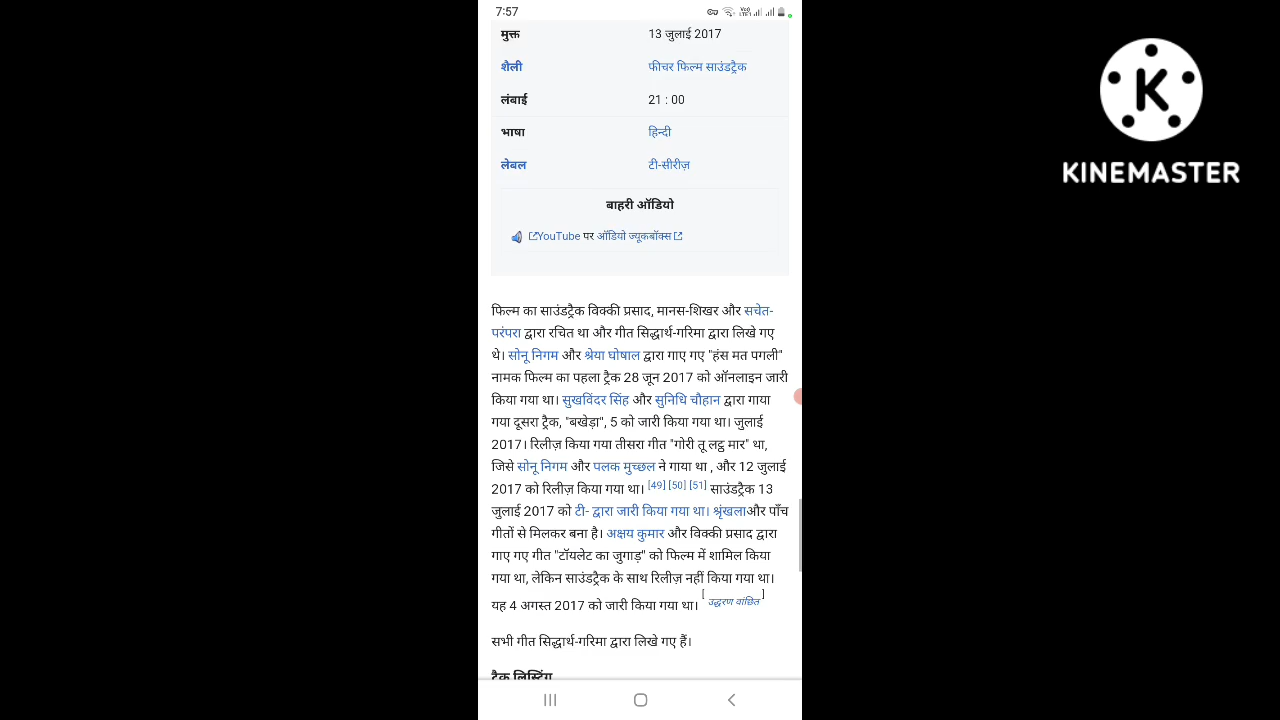 7:57
मुक्त 13 जुलाई 2017
शैली फीचर फिल्म साउंडट्रैक
लंबाई 21 : 00
भाषा हिन्दी
लेबल टी-सीरीज़
बाहरी ऑडियो
YouTube पर ऑडियो ज्यूकबॉक्स
फिल्म का साउंडट्रैक विक्की प्रसाद, मानस-शिखर और सचेत-
परंपरा द्वारा रचित था और गीत सिद्धार्थ-गरिमा द्वारा लिखे गए
थे। सोनू निगम और श्रेया घोषाल द्वारा गाए गए "हंस मत पगली"
नामक फिल्म का पहला ट्रैक 28 जून 2017 को ऑनलाइन जारी
किया गया था। सुखविंदर सिंह और सुनिधि चौहान द्वारा गाया
गया दूसरा ट्रैक, "बखेड़ा", 5 को जारी किया गया था। जुलाई
2017। रिलीज़ किया गया तीसरा गीत "गोरी तू लट्ठ मार" था,
जिसे सोनू निगम और पलक मुच्छल ने गाया था , और 12 जुलाई
2017 को रिलीज़ किया गया था। [49] [50] [51] साउंडट्रैक 13
जुलाई 2017 को टी- द्वारा जारी किया गया था। श्रृंखलाऔर पाँच
गीतों से मिलकर बना है। अक्षय कुमार और विक्की प्रसाद द्वारा
गाए गए गीत "टॉयलेट का जुगाड़" को फिल्म में शामिल किया
गया था, लेकिन साउंडट्रैक के साथ रिलीज़ नहीं किया गया था।
यह 4 अगस्त 2017 को जारी किया गया था। [ उद्धरण वांछित ]
सभी गीत सिद्धार्थ-गरिमा द्वारा लिखे गए हैं।
ट्रैक लिस्टिंग
K
KINEMASTER